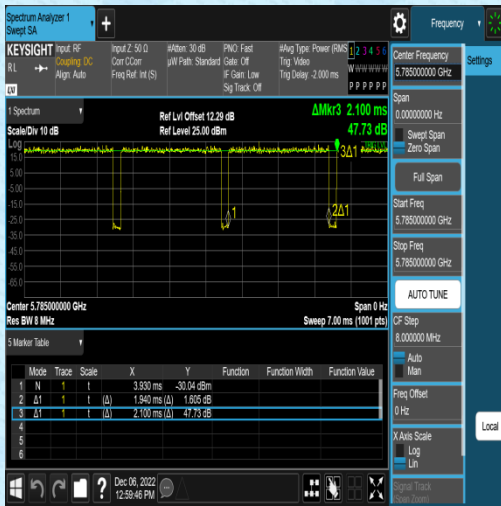 Spectrum Analyzer 1
Swept SA
Frequency
KEYSIGHT
RL
Input: RF
Coupling: DC
Align: Auto
Input Z: 50 Ω
Corr CCorr
Freq Ref: Int (S)
#Atten: 30 dB
µW Path: Standard
PNO: Fast
Gate: Off
IF Gain: Low
Sig Track: Off
#Avg Type: Power (RMS
Trig: Video
Trig Delay: -2.000 ms
1 2 3 4 5 6
W W W W W W
P P P P P P
Center Frequency
5.785000000 GHz
Settings
Span
0.00000000 Hz
Swept Span
Zero Span
Full Span
Start Freq
5.785000000 GHz
Stop Freq
5.785000000 GHz
AUTO TUNE
CF Step
8.000000 MHz
Auto
Man
Freq Offset
0 Hz
X Axis Scale
Log
Lin
Signal Track
(Span Zoom)
Local
1 Spectrum
Scale/Div 10 dB
Ref Lvl Offset 12.29 dB
Ref Level 25.00 dBm
ΔMkr3 2.100 ms
47.73 dB
Log
15.0
5.00
-5.00
-15.0
-25.0
-35.0
-45.0
-55.0
-65.0
3Δ1
1
2Δ1
Center 5.785000000 GHz
Res BW 8 MHz
Span 0 Hz
Sweep 7.00 ms (1001 pts)
5 Marker Table
Mode Trace Scale X Y Function Function Width Function Value
1 N 1 t 3.930 ms -30.04 dBm
2 Δ1 1 t (Δ) 1.940 ms (Δ) 1.605 dB
3 Δ1 1 t (Δ) 2.100 ms (Δ) 47.73 dB
4
5
6
Dec 06, 2022
12:59:46 PM